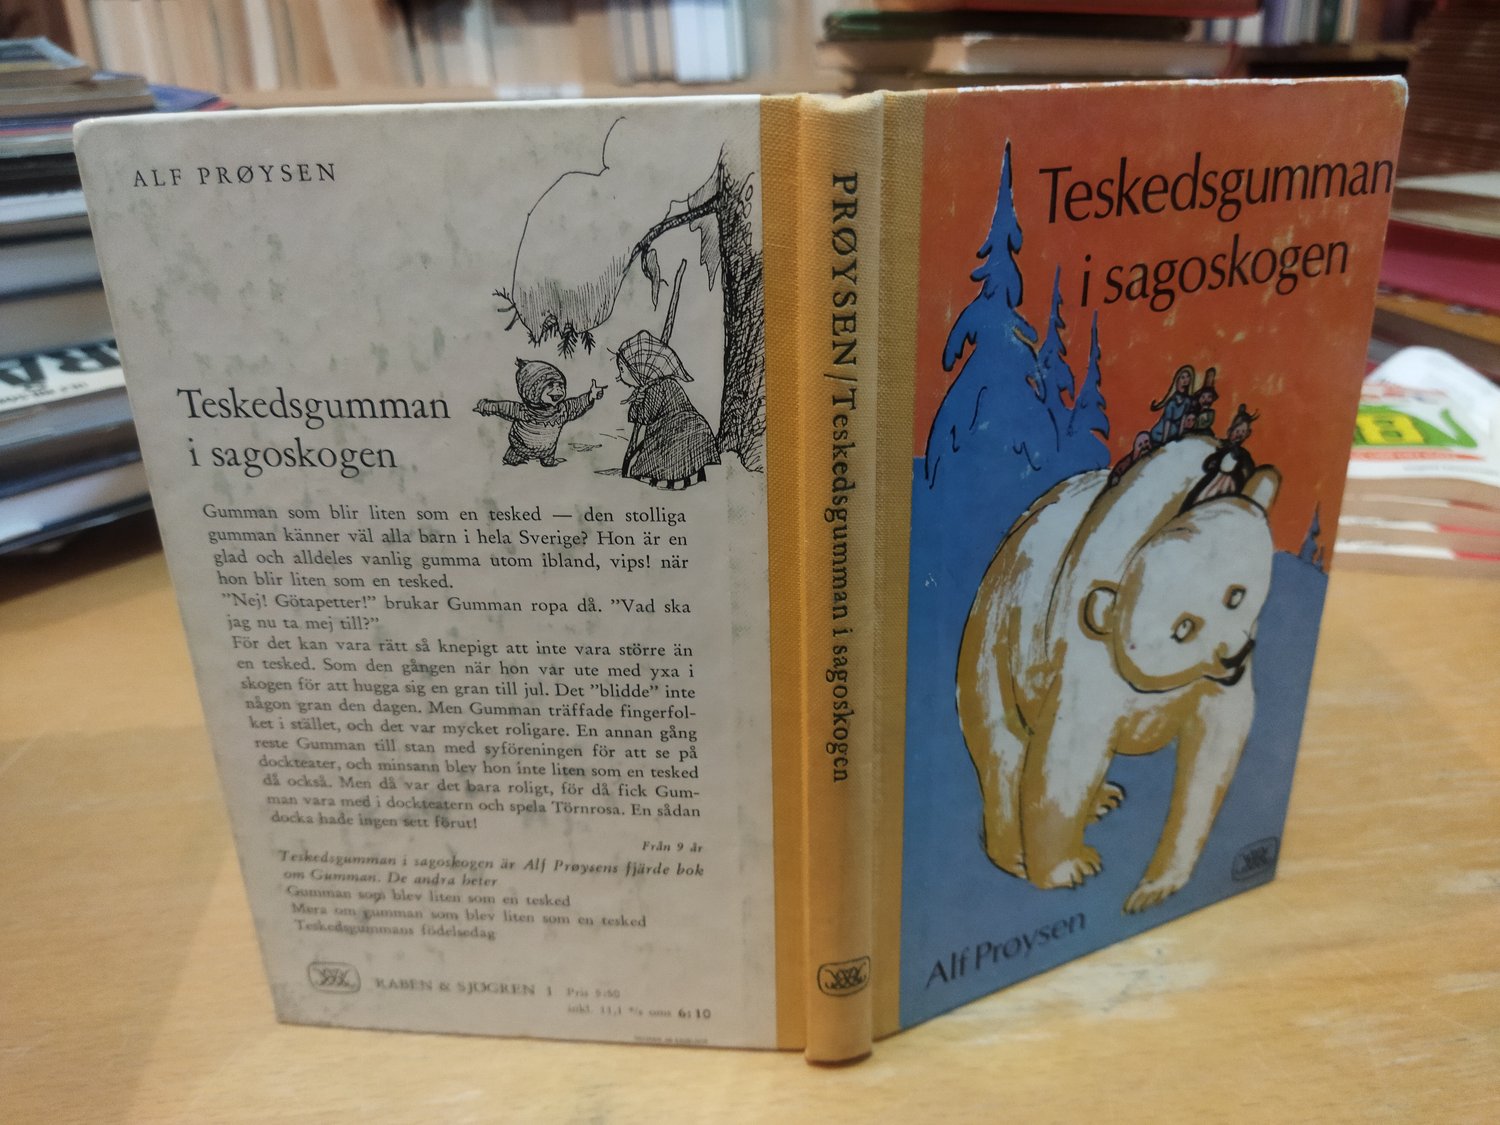 ALF PRØYSEN
Teskedsgumman
i sagoskogen
Gumman som blir liten som en tesked — den stolliga
gumman känner väl alla barn i hela Sverige? Hon är en
glad och alldeles vanlig gumma utom ibland, vips! när
hon blir liten som en tesked.
”Nej! Götapetter!” brukar Gumman ropa då. ”Vad ska
jag nu ta mej till?”
För det kan vara rätt så knepigt att inte vara större än
en tesked. Som den gången när hon var ute med yxa i
skogen för att hugga sig en gran till jul. Det ”blidde” inte
någon gran den dagen. Men Gumman träffade fingerfol-
ket i stället, och det var mycket roligare. En annan gång
reste Gumman till stan med syföreningen för att se på
dockteater, och minsann blev hon inte liten som en tesked
då också. Men då var det bara roligt, för då fick Gum-
man vara med i dockteatern och spela Törnrosa. En sådan
docka hade ingen sett förut!
Från 9 år
Teskedsgumman i sagoskogen är Alf Prøysens fjärde bok
om Gumman. De andra heter
Gumman som blev liten som en tesked
Mera om gumman som blev liten som en tesked
Teskedsgummans födelsedag
RABÉN & SJÖGREN 1 Pris 5:50
inkl. 11,1 % oms 6:10
PRØYSEN/Teskedsgumman i sagoskogen
Teskedsgumman
i sagoskogen
Alf Prøysen